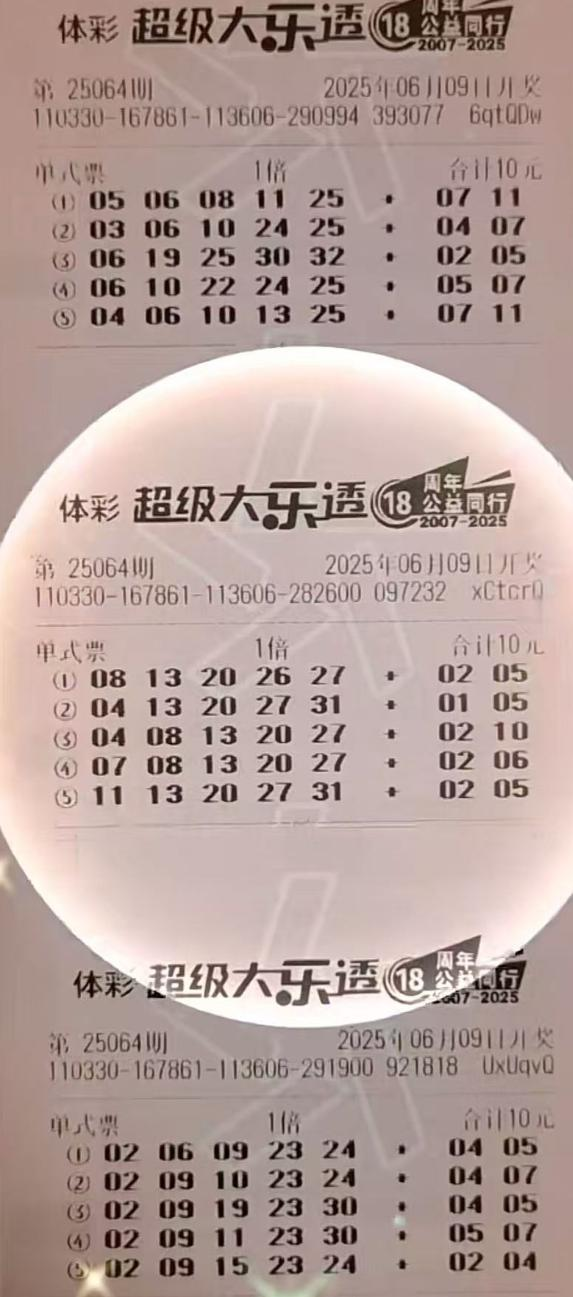 体彩 超级大乐透 18 周年 公益同行 2007-2025
第 25064期 2025年06月09日开奖
110330-167861-113606-290994 393077 6qtQDw
单式票 1倍 合计10元
① 05 06 08 11 25 + 07 11
② 03 06 10 24 25 + 04 07
③ 06 19 25 30 32 + 02 05
④ 06 10 22 24 25 + 05 07
⑤ 04 06 10 13 25 + 07 11
体彩 超级大乐透 18 周年 公益同行 2007-2025
第 25064期 2025年06月09日开奖
110330-167861-113606-282600 097232 xCtcrQ
单式票 1倍 合计10元
① 08 13 20 26 27 + 02 05
② 04 13 20 27 31 + 01 05
③ 04 08 13 20 27 + 02 10
④ 07 08 13 20 27 + 02 06
⑤ 11 13 20 27 31 + 02 05
体彩 超级大乐透 18 周年 公益同行 2007-2025
第 25064期 2025年06月09日开奖
110330-167861-113606-291900 921818 UxUqvQ
单式票 1倍 合计10元
① 02 06 09 23 24 + 04 05
② 02 09 10 23 24 + 04 07
③ 02 09 19 23 30 + 04 05
④ 02 09 11 23 30 + 05 07
⑤ 02 09 15 23 24 + 02 04